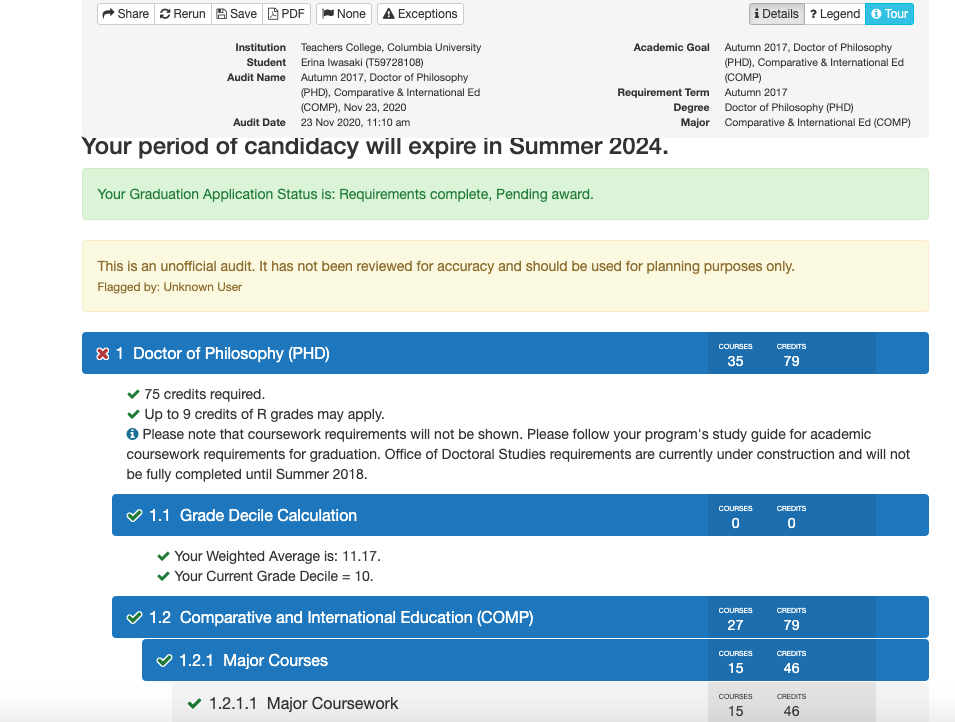 Share Rerun Save PDF None Exceptions Details ? Legend Tour
Institution Teachers College, Columbia University
Student Erina Iwasaki (T59728108)
Audit Name Autumn 2017, Doctor of Philosophy
(PHD), Comparative & International Ed
(COMP), Nov 23, 2020
Audit Date 23 Nov 2020, 11:10 am
Academic Goal Autumn 2017, Doctor of Philosophy
(PHD), Comparative & International Ed
(COMP)
Requirement Term Autumn 2017
Degree Doctor of Philosophy (PHD)
Major Comparative & International Ed (COMP)
Your period of candidacy will expire in Summer 2024.
Your Graduation Application Status is: Requirements complete, Pending award.
This is an unofficial audit. It has not been reviewed for accuracy and should be used for planning purposes only.
Flagged by: Unknown User
1 Doctor of Philosophy (PHD) COURSES 35 CREDITS 79
75 credits required.
Up to 9 credits of R grades may apply.
Please note that coursework requirements will not be shown. Please follow your program's study guide for academic
coursework requirements for graduation. Office of Doctoral Studies requirements are currently under construction and will not
be fully completed until Summer 2018.
1.1 Grade Decile Calculation COURSES 0 CREDITS 0
Your Weighted Average is: 11.17.
Your Current Grade Decile = 10.
1.2 Comparative and International Education (COMP) COURSES 27 CREDITS 79
1.2.1 Major Courses COURSES 15 CREDITS 46
1.2.1.1 Major Coursework COURSES 15 CREDITS 46